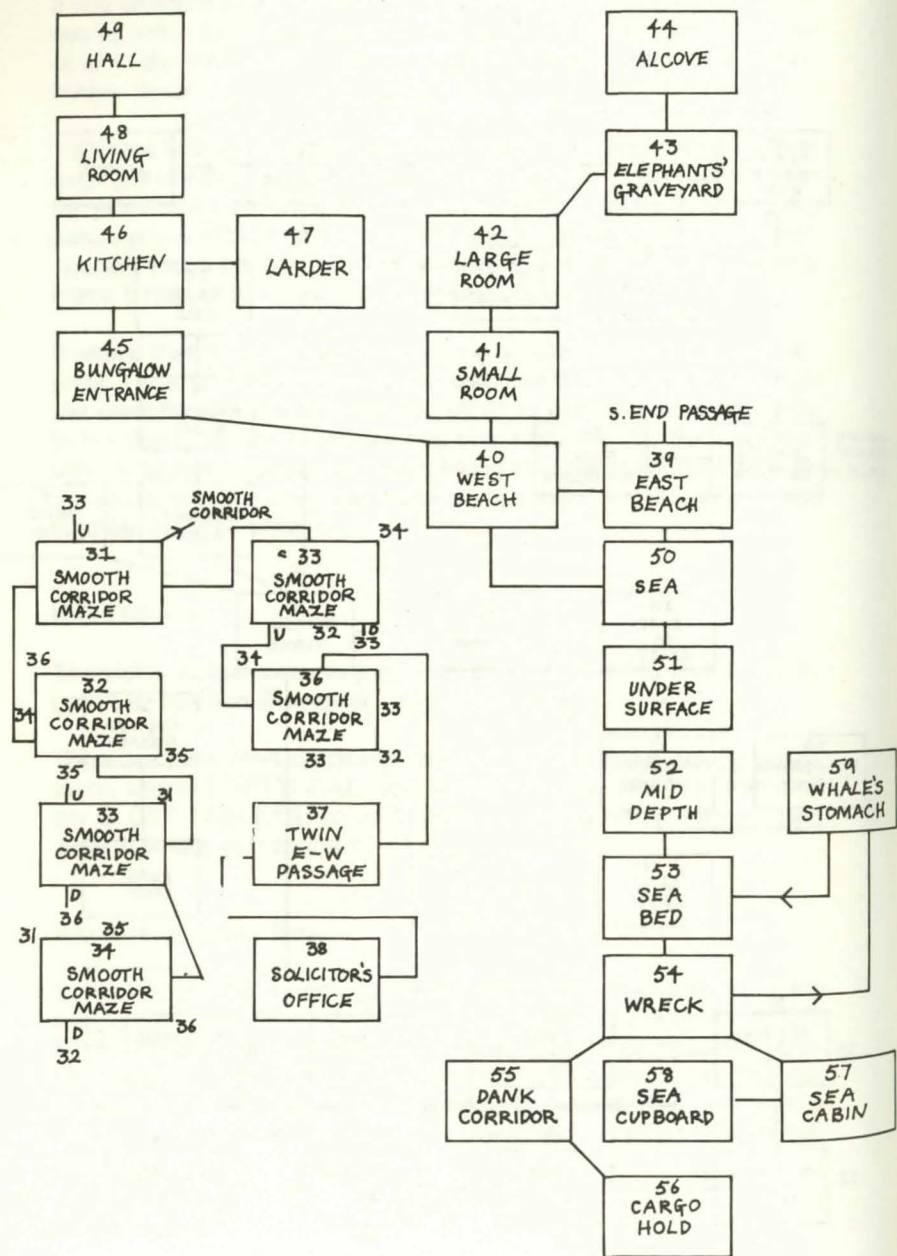 49
HALL
44
ALCOVE
48
LIVING
ROOM
43
ELEPHANTS'
GRAVEYARD
46
KITCHEN
47
LARDER
42
LARGE
ROOM
45
BUNGALOW
ENTRANCE
41
SMALL
ROOM
S. END PASSAGE
40
WEST
BEACH
39
EAST
BEACH
33
U
SMOOTH
CORRIDOR
34
31
SMOOTH
CORRIDOR
MAZE
33
SMOOTH
CORRIDOR
MAZE
50
SEA
U
32
D
33
36
34
32
SMOOTH
CORRIDOR
MAZE
34
35
36
SMOOTH
CORRIDOR
MAZE
33
33
32
51
UNDER
SURFACE
35
U
31
33
SMOOTH
CORRIDOR
MAZE
D
36
37
TWIN
E-W
PASSAGE
52
MID
DEPTH
59
WHALE'S
STOMACH
53
SEA
BED
31
35
34
SMOOTH
CORRIDOR
MAZE
36
D
32
38
SOLICITOR'S
OFFICE
54
WRECK
55
DANK
CORRIDOR
58
SEA
CUPBOARD
57
SEA
CABIN
56
CARGO
HOLD